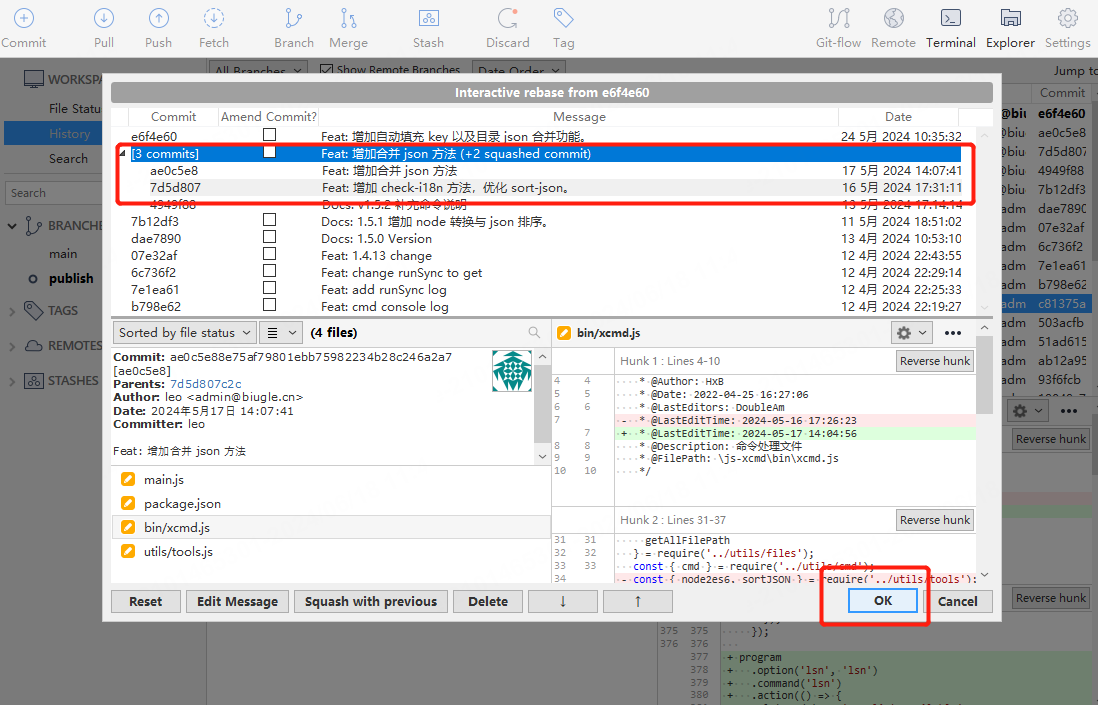 Commit Pull Push Fetch Branch Merge Stash Discard Tag Git-flow Remote Terminal Explorer Settings
All Branches Show Remote Branches Date Order Jump to
WORKSPA
File Statu
History
Search
Search
BRANCHE
main
publish
TAGS
REMOTES
STASHES
Interactive rebase from e6f4e60
Commit Amend Commit? Message Date
e6f4e60 Feat: 增加自动填充 key 以及目录 json 合并功能。 24 5月 2024 10:35:32
[3 commits] Feat: 增加合并 json 方法 (+2 squashed commit)
ae0c5e8 Feat: 增加合并 json 方法 17 5月 2024 14:07:41
7d5d807 Feat: 增加 check-i18n 方法，优化 sort-json。 16 5月 2024 17:31:11
4949f88 Docs: v1.5.2 补充命令说明 13 5月 2024 17:14:14
7b12df3 Docs: 1.5.1 增加 node 转换与 json 排序。 11 5月 2024 18:51:02
dae7890 Docs: 1.5.0 Version 13 4月 2024 10:53:10
07e32af Feat: 1.4.13 change 12 4月 2024 22:43:55
6c736f2 Feat: change runSync to get 12 4月 2024 22:29:14
7e1ea61 Feat: add runSync log 12 4月 2024 22:25:33
b798e62 Feat: cmd console log 12 4月 2024 22:19:27
Commit
@biu e6f4e60
@biu ae0c5e8
@biu 7d5d807
@biu 4949f88
@biu 7b12df3
adm dae7890
adm 07e32af
adm 6c736f2
adm 7e1ea61
adm b798e62
adm c81375a
adm 503acfb
adm 51ad615
adm ab12a95
adm 93f6fcb
Sorted by file status (4 files)
Commit: ae0c5e88e75af79801ebb75982234b28c246a2a7
[ae0c5e8]
Parents: 7d5d807c2c
Author: leo <admin@biugle.cn>
Date: 2024年5月17日 14:07:41
Committer: leo
Feat: 增加合并 json 方法
main.js
package.json
bin/xcmd.js
utils/tools.js
bin/xcmd.js
Hunk 1 : Lines 4-10 Reverse hunk
4 4 * @Author: HxB
5 5 * @Date: 2022-04-25 16:27:06
6 6 * @LastEditors: DoubleAm
7 - * @LastEditTime: 2024-05-16 17:26:23
7 + * @LastEditTime: 2024-05-17 14:04:56
8 8 * @Description: 命令处理文件
9 9 * @FilePath: \js-xcmd\bin\xcmd.js
10 10 */
Hunk 2 : Lines 31-37 Reverse hunk
31 31 getAllFilePath
32 32 } = require('../utils/files');
33 33 const { cmd } = require('../utils/cmd');
34 - const { node2es6, sortJSON } = require('../utils/tools');
Reset Edit Message Squash with previous Delete ↓ ↑ OK Cancel
Reverse hunk
Reverse hunk
375 375 });
376 376
377 + program
378 + .option('lsn', 'lsn')
379 + .command('lsn')
380 + .action(() => {